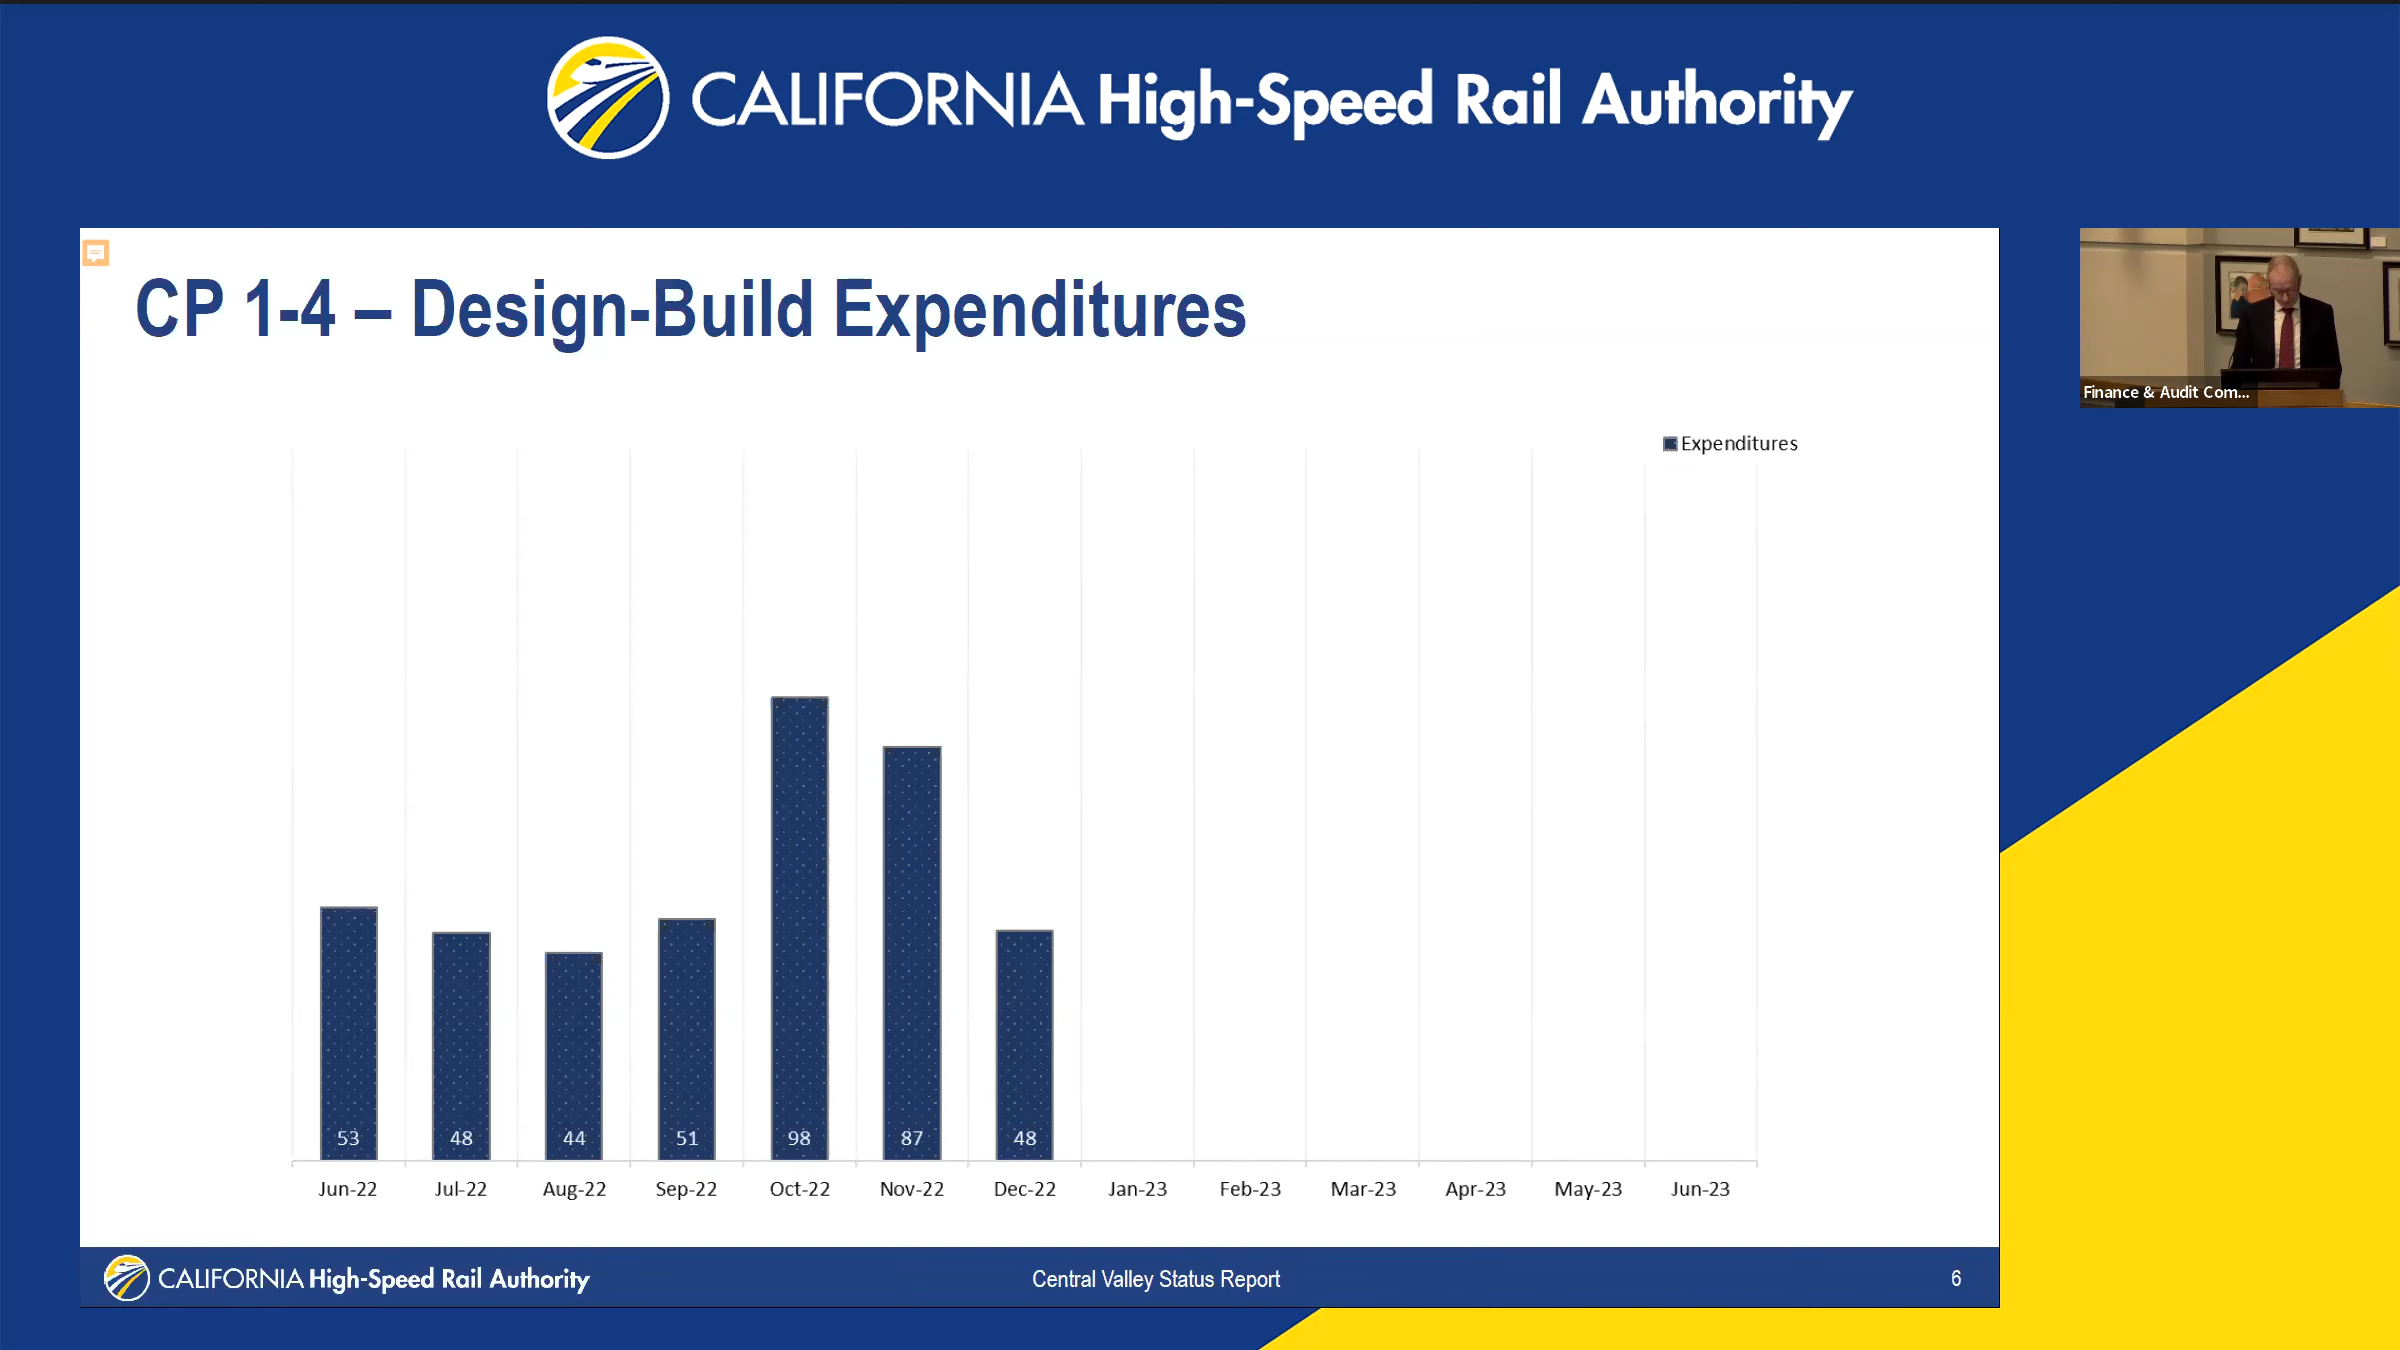 CALIFORNIA High-Speed Rail Authority
CP 1-4 – Design-Build Expenditures
Finance & Audit Com...
Expenditures
53 48 44 51 98 87 48
Jun-22 Jul-22 Aug-22 Sep-22 Oct-22 Nov-22 Dec-22 Jan-23 Feb-23 Mar-23 Apr-23 May-23 Jun-23
CALIFORNIA High-Speed Rail Authority Central Valley Status Report 6